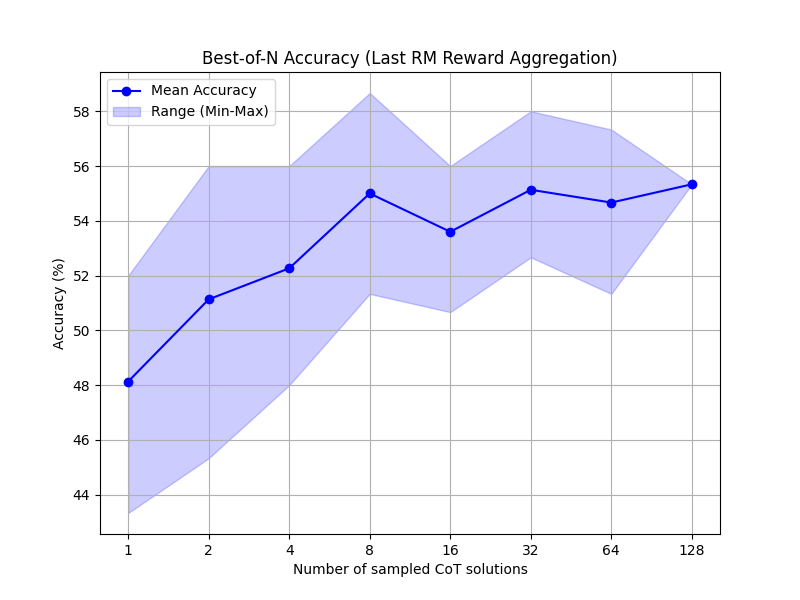 Best-of-N Accuracy (Last RM Reward Aggregation)
Mean Accuracy
Range (Min-Max)
Accuracy (%)
58
56
54
52
50
48
46
44
1 2 4 8 16 32 64 128
Number of sampled CoT solutions